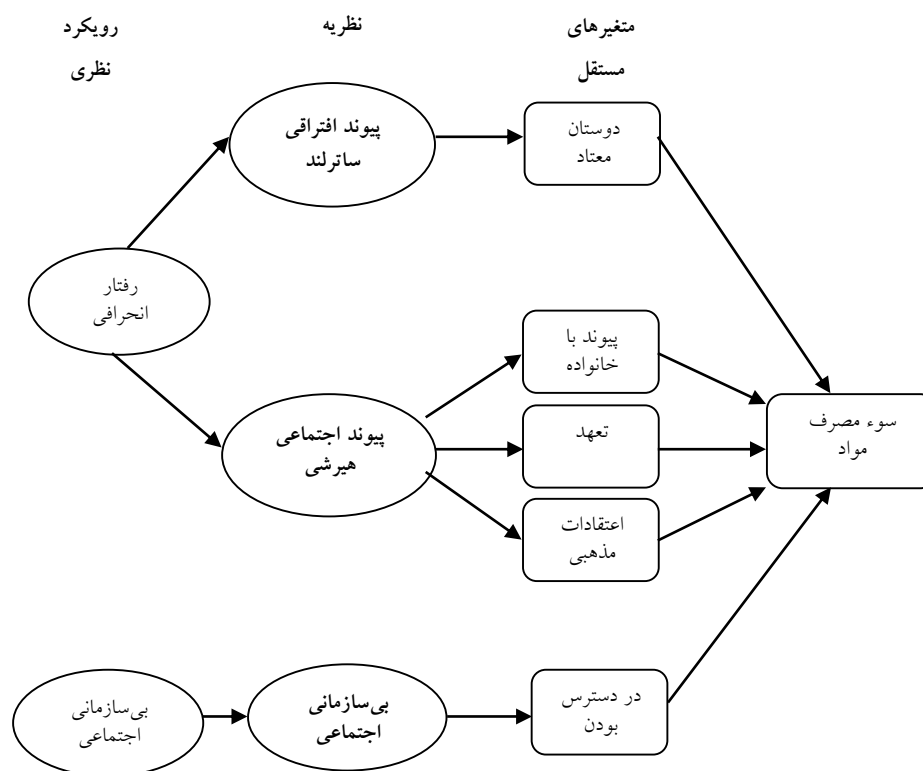 رویکرد
نظری
نظریه
متغیرهای
مستقل
پیوند افتراقی
ساترلند
دوستان
معتاد
رفتار
انحرافی
پیوند با
خانواده
پیوند اجتماعی
هیرشی
تعهد
سوء مصرف
مواد
اعتقادات
مذهبی
بی‌سازمانی
اجتماعی
بی‌سازمانی
اجتماعی
در دسترس
بودن